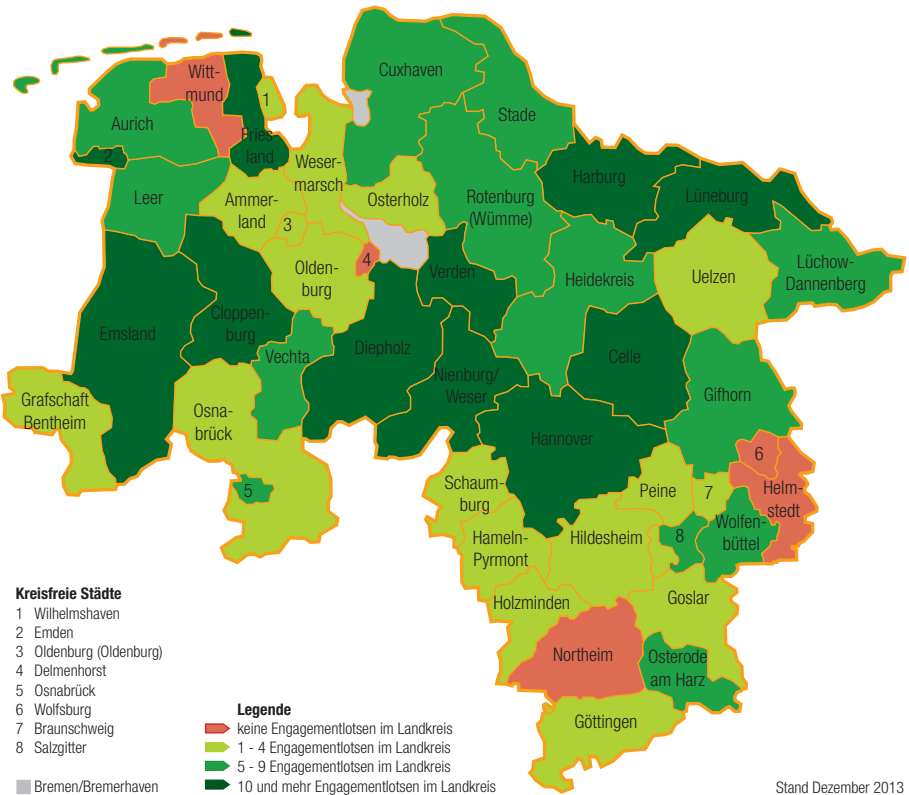 Cuxhaven
Witt-
mund
1
Stade
Aurich
Fries-
land
2
Weser-
marsch
Harburg
Leer
Ammer-
land
Osterholz
Rotenburg
(Wümme)
Lüneburg
3
4
Olden-
burg
Verden
Heidekreis
Uelzen
Lüchow-
Dannenberg
Emsland
Cloppen-
burg
Vechta
Diepholz
Celle
Nienburg/
Weser
Grafschaft
Bentheim
Osna-
brück
Gifhorn
Hannover
6
5
Schaum-
burg
Peine
7
Helm-
stedt
Hameln-
Pyrmont
Hildesheim
8
Wolfen-
büttel
Holzminden
Goslar
Northeim
Osterode
am Harz
Göttingen
Kreisfreie Städte
1 Wilhelmshaven
2 Emden
3 Oldenburg (Oldenburg)
4 Delmenhorst
5 Osnabrück
6 Wolfsburg
7 Braunschweig
8 Salzgitter
Bremen/Bremerhaven
Legende
keine Engagementlotsen im Landkreis
1 - 4 Engagementlotsen im Landkreis
5 - 9 Engagementlotsen im Landkreis
10 und mehr Engagementlotsen im Landkreis
Stand Dezember 2013